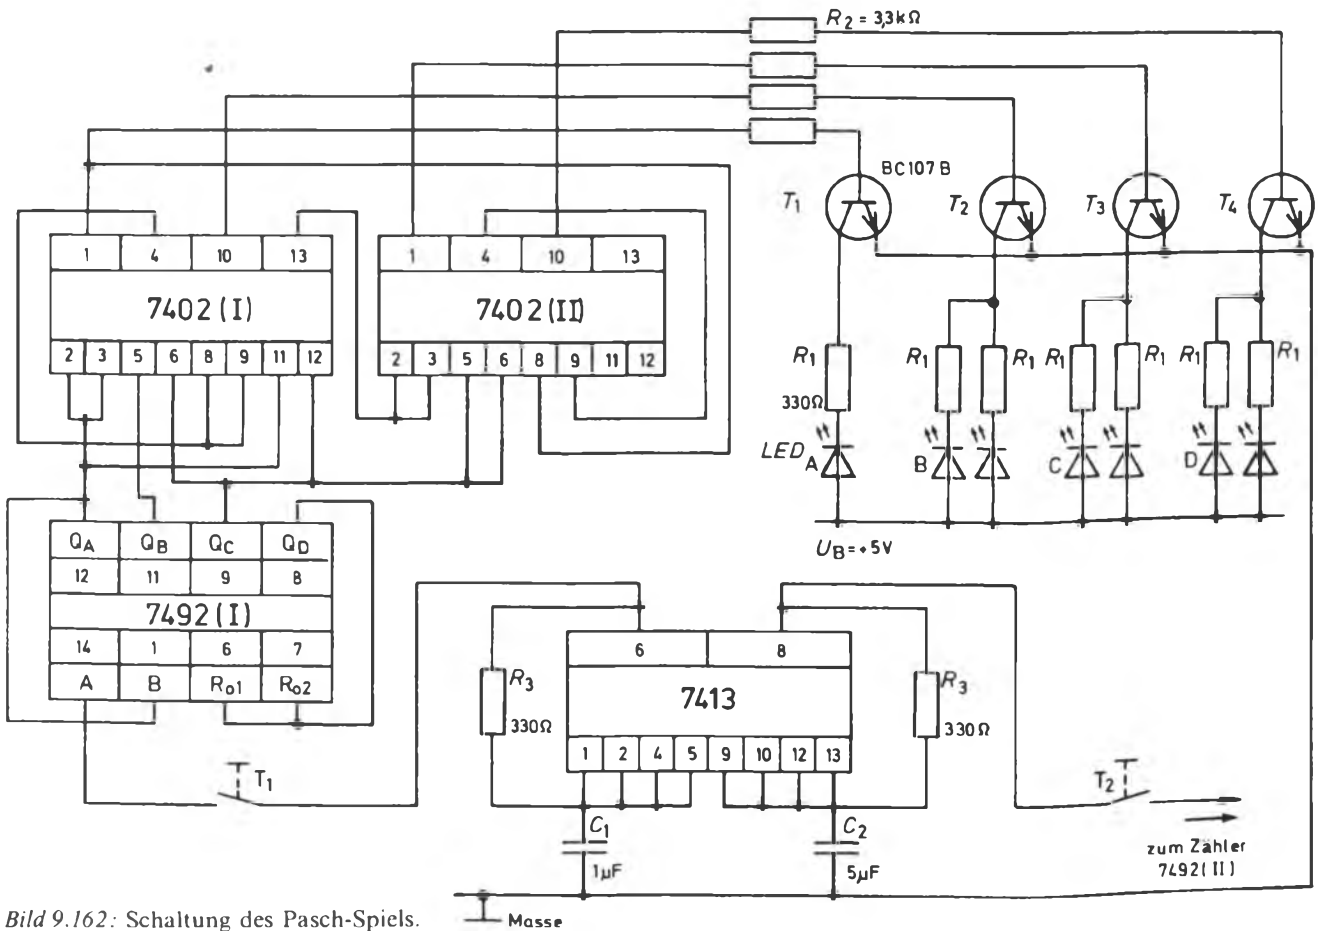 R2 = 3,3kΩ
BC107B
T1
T2
T3
T4
1 4 10 13
7402(I)
2 3 5 6 8 9 11 12
1 4 10 13
7402(II)
2 3 5 6 8 9 11 12
R1 R1 R1 R1 R1 R1 R1
330Ω
LED A B C D
UB=+5V
QA QB QC QD
12 11 9 8
7492(I)
14 1 6 7
A B Ro1 Ro2
T1
R3
330Ω
6 8
7413
1 2 4 5 9 10 12 13
R3
330Ω
C1
1µF
C2
5µF
T2
zum Zähler
7492(II)
Masse
Bild 9.162: Schaltung des Pasch-Spiels.